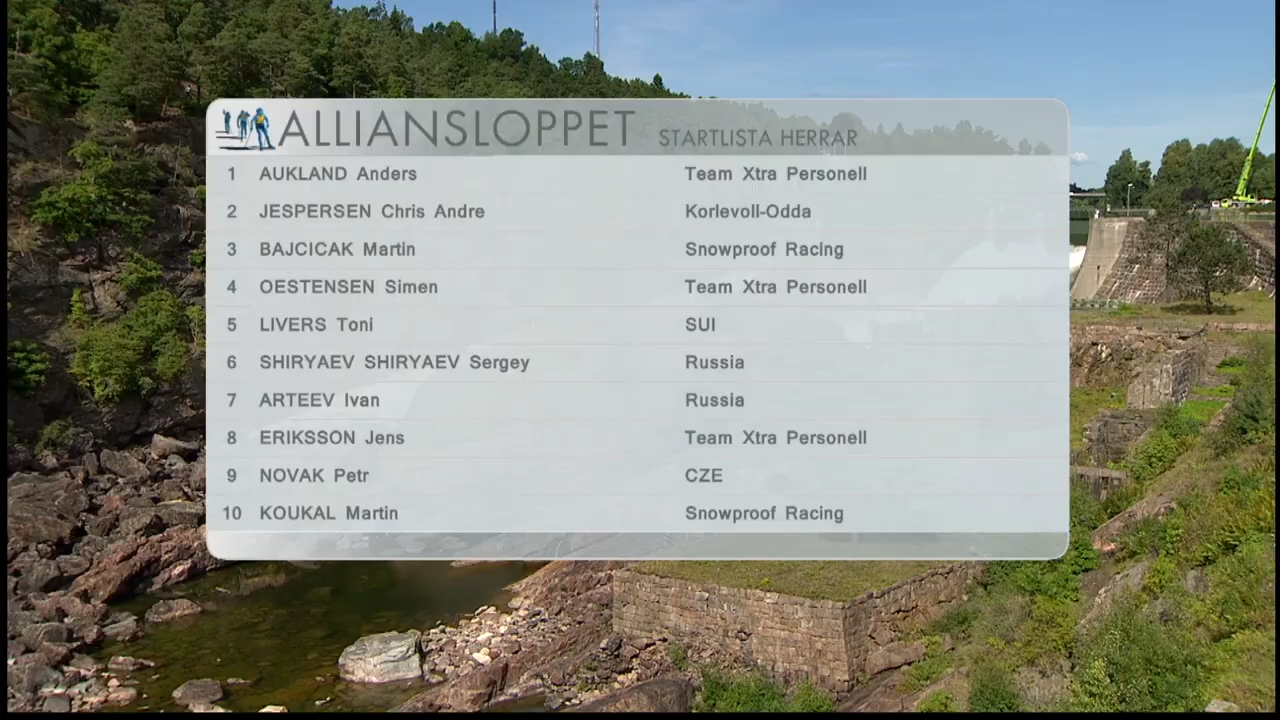 ALLIANSLOPPET STARTLISTA HERRAR
1 AUKLAND Anders Team Xtra Personell
2 JESPERSEN Chris Andre Korlevoll-Odda
3 BAJCICAK Martin Snowproof Racing
4 OESTENSEN Simen Team Xtra Personell
5 LIVERS Toni SUI
6 SHIRYAEV SHIRYAEV Sergey Russia
7 ARTEEV Ivan Russia
8 ERIKSSON Jens Team Xtra Personell
9 NOVAK Petr CZE
10 KOUKAL Martin Snowproof Racing